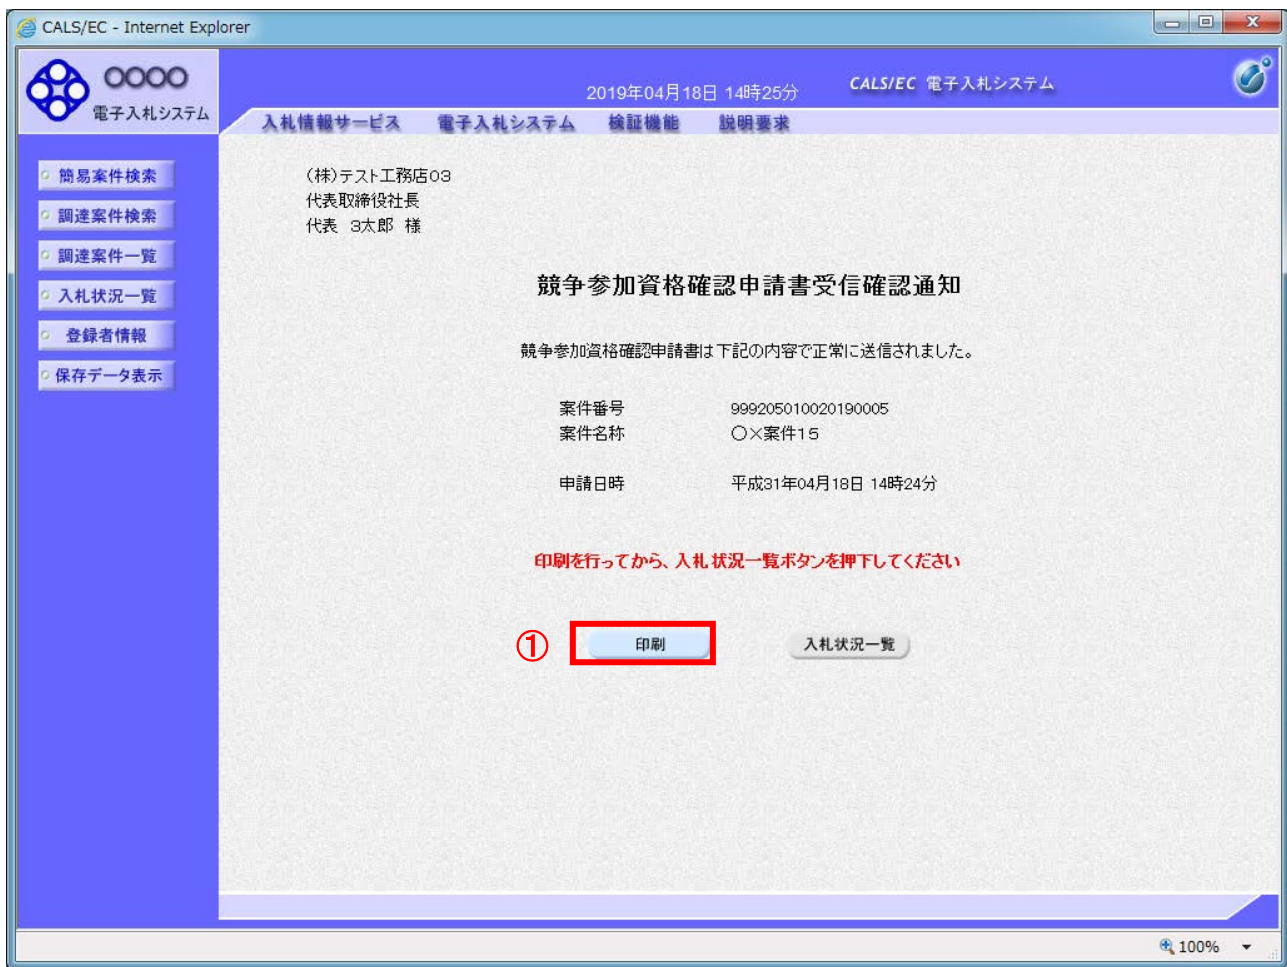 CALS/EC - Internet Explorer
〇〇〇〇
電子入札システム
2019年04月18日 14時25分
CALS/EC 電子入札システム
入札情報サービス 電子入札システム 検証機能 説明要求
簡易案件検索
調達案件検索
調達案件一覧
入札状況一覧
登録者情報
保存データ表示
(株)テスト工務店03
代表取締役社長
代表 3太郎 様
競争参加資格確認申請書受信確認通知
競争参加資格確認申請書は下記の内容で正常に送信されました。
案件番号 999205010020190005
案件名称 〇×案件15
申請日時 平成31年04月18日 14時24分
印刷を行ってから、入札状況一覧ボタンを押下してください
① 印刷 入札状況一覧
100%